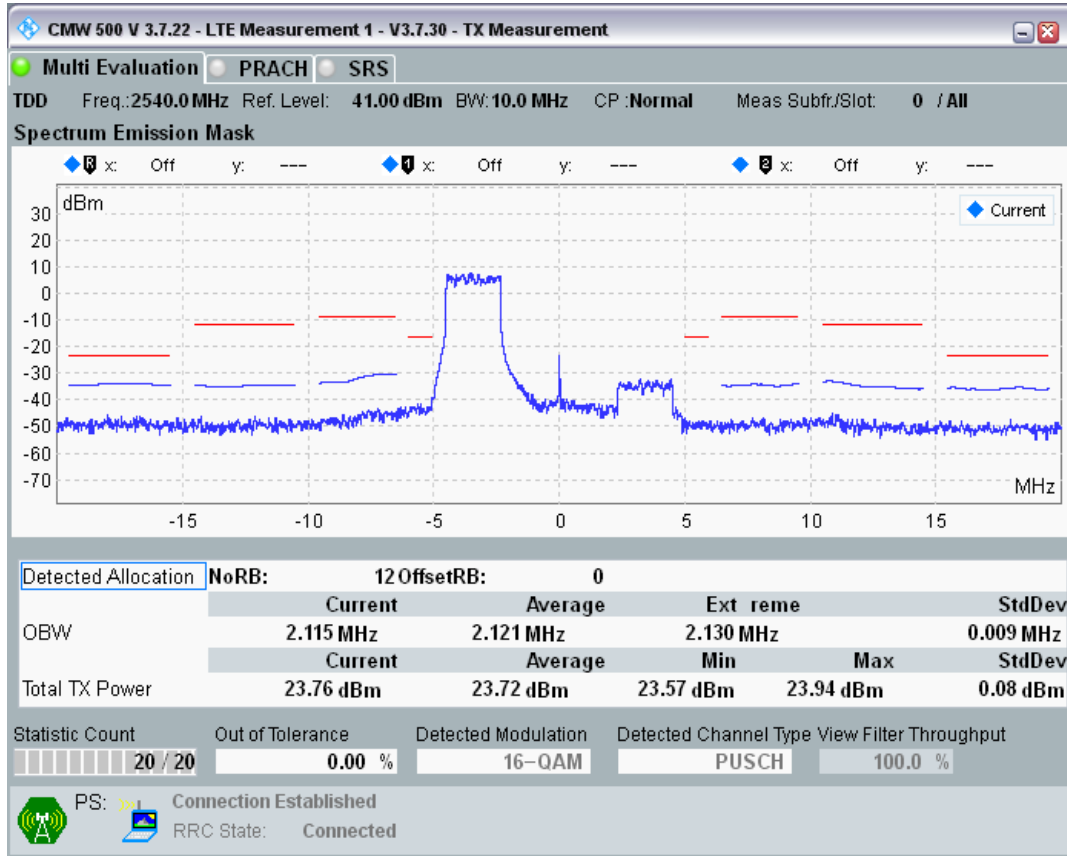 CMW 500 V 3.7.22 - LTE Measurement 1 - V3.7.30 - TX Measurement
Multi Evaluation PRACH SRS
TDD Freq.:2540.0 MHz Ref. Level: 41.00 dBm BW:10.0 MHz CP :Normal Meas Subfr./Slot: 0 / All
Spectrum Emission Mask
R x: Off y: --- 1 x: Off y: --- 2 x: Off y: ---
dBm
Current
30
20
10
0
-10
-20
-30
-40
-50
-60
-70
MHz
-15 -10 -5 0 5 10 15
Detected Allocation NoRB: 12 OffsetRB: 0
Current Average Ext reme StdDev
OBW 2.115 MHz 2.121 MHz 2.130 MHz 0.009 MHz
Current Average Min Max StdDev
Total TX Power 23.76 dBm 23.72 dBm 23.57 dBm 23.94 dBm 0.08 dBm
Statistic Count Out of Tolerance Detected Modulation Detected Channel Type View Filter Throughput
20 / 20 0.00 % 16-QAM PUSCH 100.0 %
PS: Connection Established
RRC State: Connected